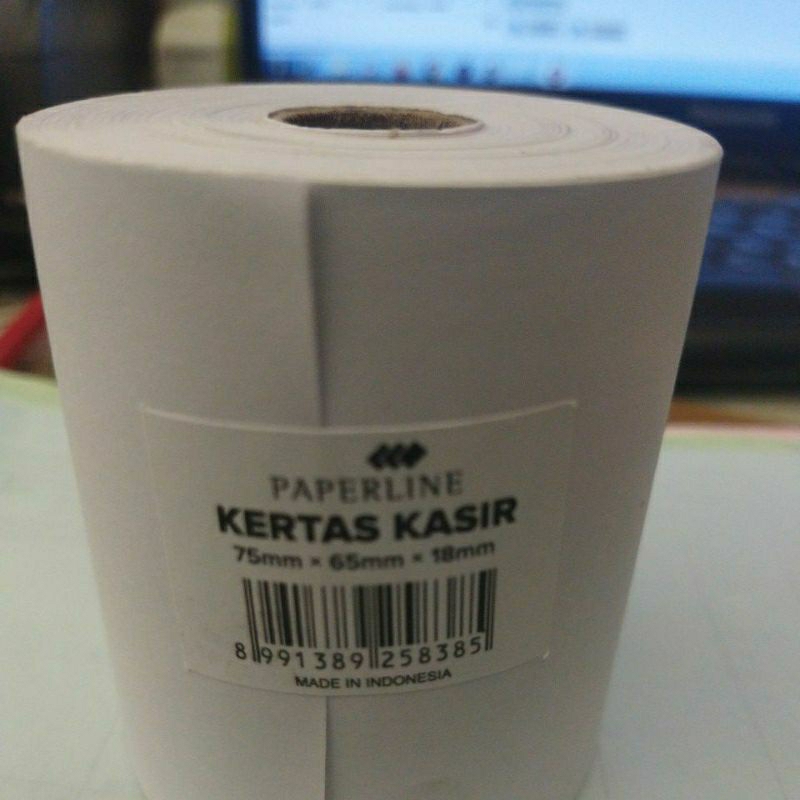 PAPERLINE
KERTAS KASIR
75mm × 65mm × 18mm
8 991389 258385
MADE IN INDONESIA